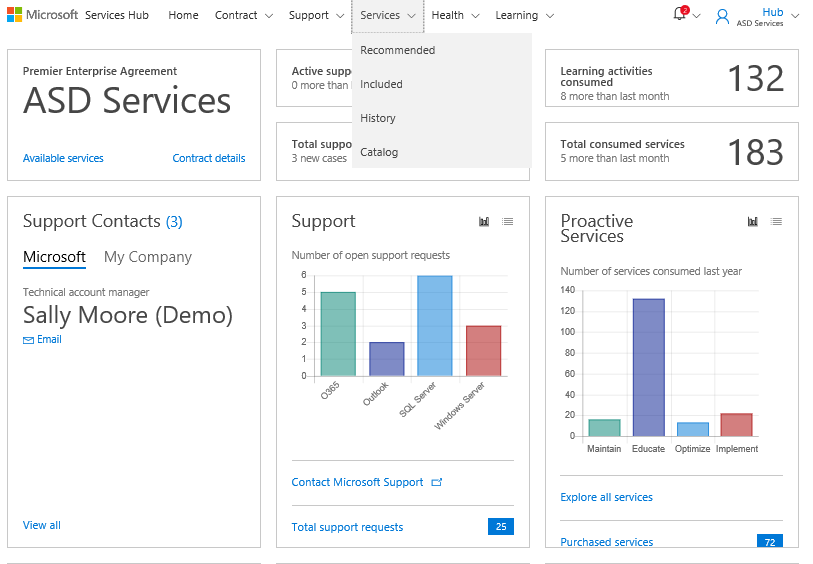 Microsoft Services Hub Home Contract Support Services Health Learning 2 Hub
ASD Services
Recommended
Included
History
Catalog
Premier Enterprise Agreement
ASD Services
Available services Contract details
Active supp
0 more than
Total suppo
3 new cases
Learning activities
consumed
8 more than last month
132
Total consumed services
5 more than last month
183
Support Contacts (3)
Microsoft My Company
Technical account manager
Sally Moore (Demo)
Email
View all
Support
Number of open support requests
6
5
4
3
2
1
0
O365 Outlook SQL Server Windows Server
Contact Microsoft Support
Total support requests 25
Proactive
Services
Number of services consumed last year
140
120
100
80
60
40
20
0
Maintain Educate Optimize Implement
Explore all services
Purchased services 72